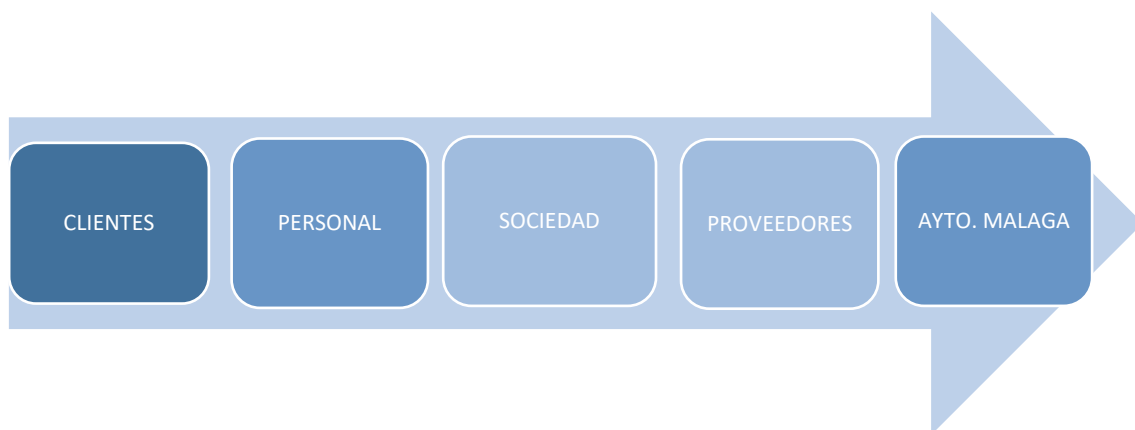 CLIENTES
PERSONAL
SOCIEDAD
PROVEEDORES
AYTO. MALAGA